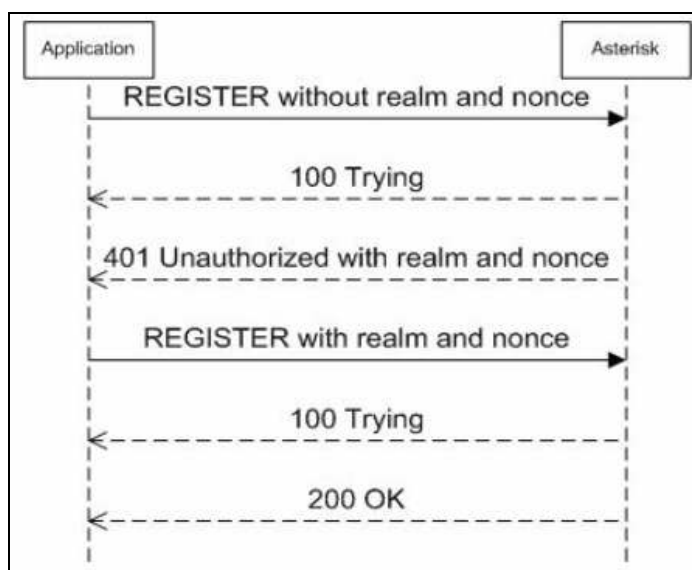 Application
Asterisk
REGISTER without realm and nonce
100 Trying
401 Unauthorized with realm and nonce
REGISTER with realm and nonce
100 Trying
200 OK